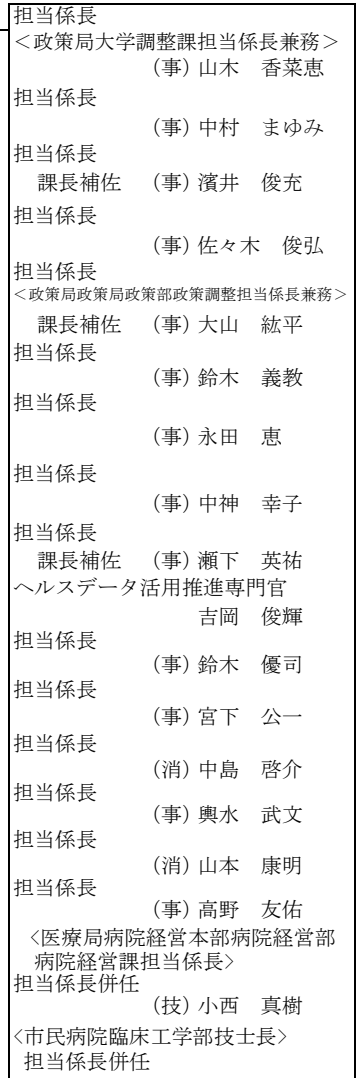 担当係長
＜政策局大学調整課担当係長兼務＞
(事) 山木　香菜恵
担当係長
(事) 中村　まゆみ
担当係長
課長補佐　(事) 濱井　俊充
担当係長
(事) 佐々木　俊弘
担当係長
＜政策局政策局政策部政策調整担当係長兼務＞
課長補佐　(事) 大山　紘平
担当係長
(事) 鈴木　義教
担当係長
(事) 永田　恵
担当係長
(事) 中神　幸子
担当係長
課長補佐　(事) 瀬下　英祐
ヘルスデータ活用推進専門官
吉岡　俊輝
担当係長
(事) 鈴木　優司
担当係長
(事) 宮下　公一
担当係長
(消) 中島　啓介
担当係長
(事) 輿水　武文
担当係長
(消) 山本　康明
担当係長
(事) 高野　友佑
〈医療局病院経営本部病院経営部
病院経営課担当係長〉
担当係長併任
(技) 小西　真樹
〈市民病院臨床工学部技士長〉
担当係長併任